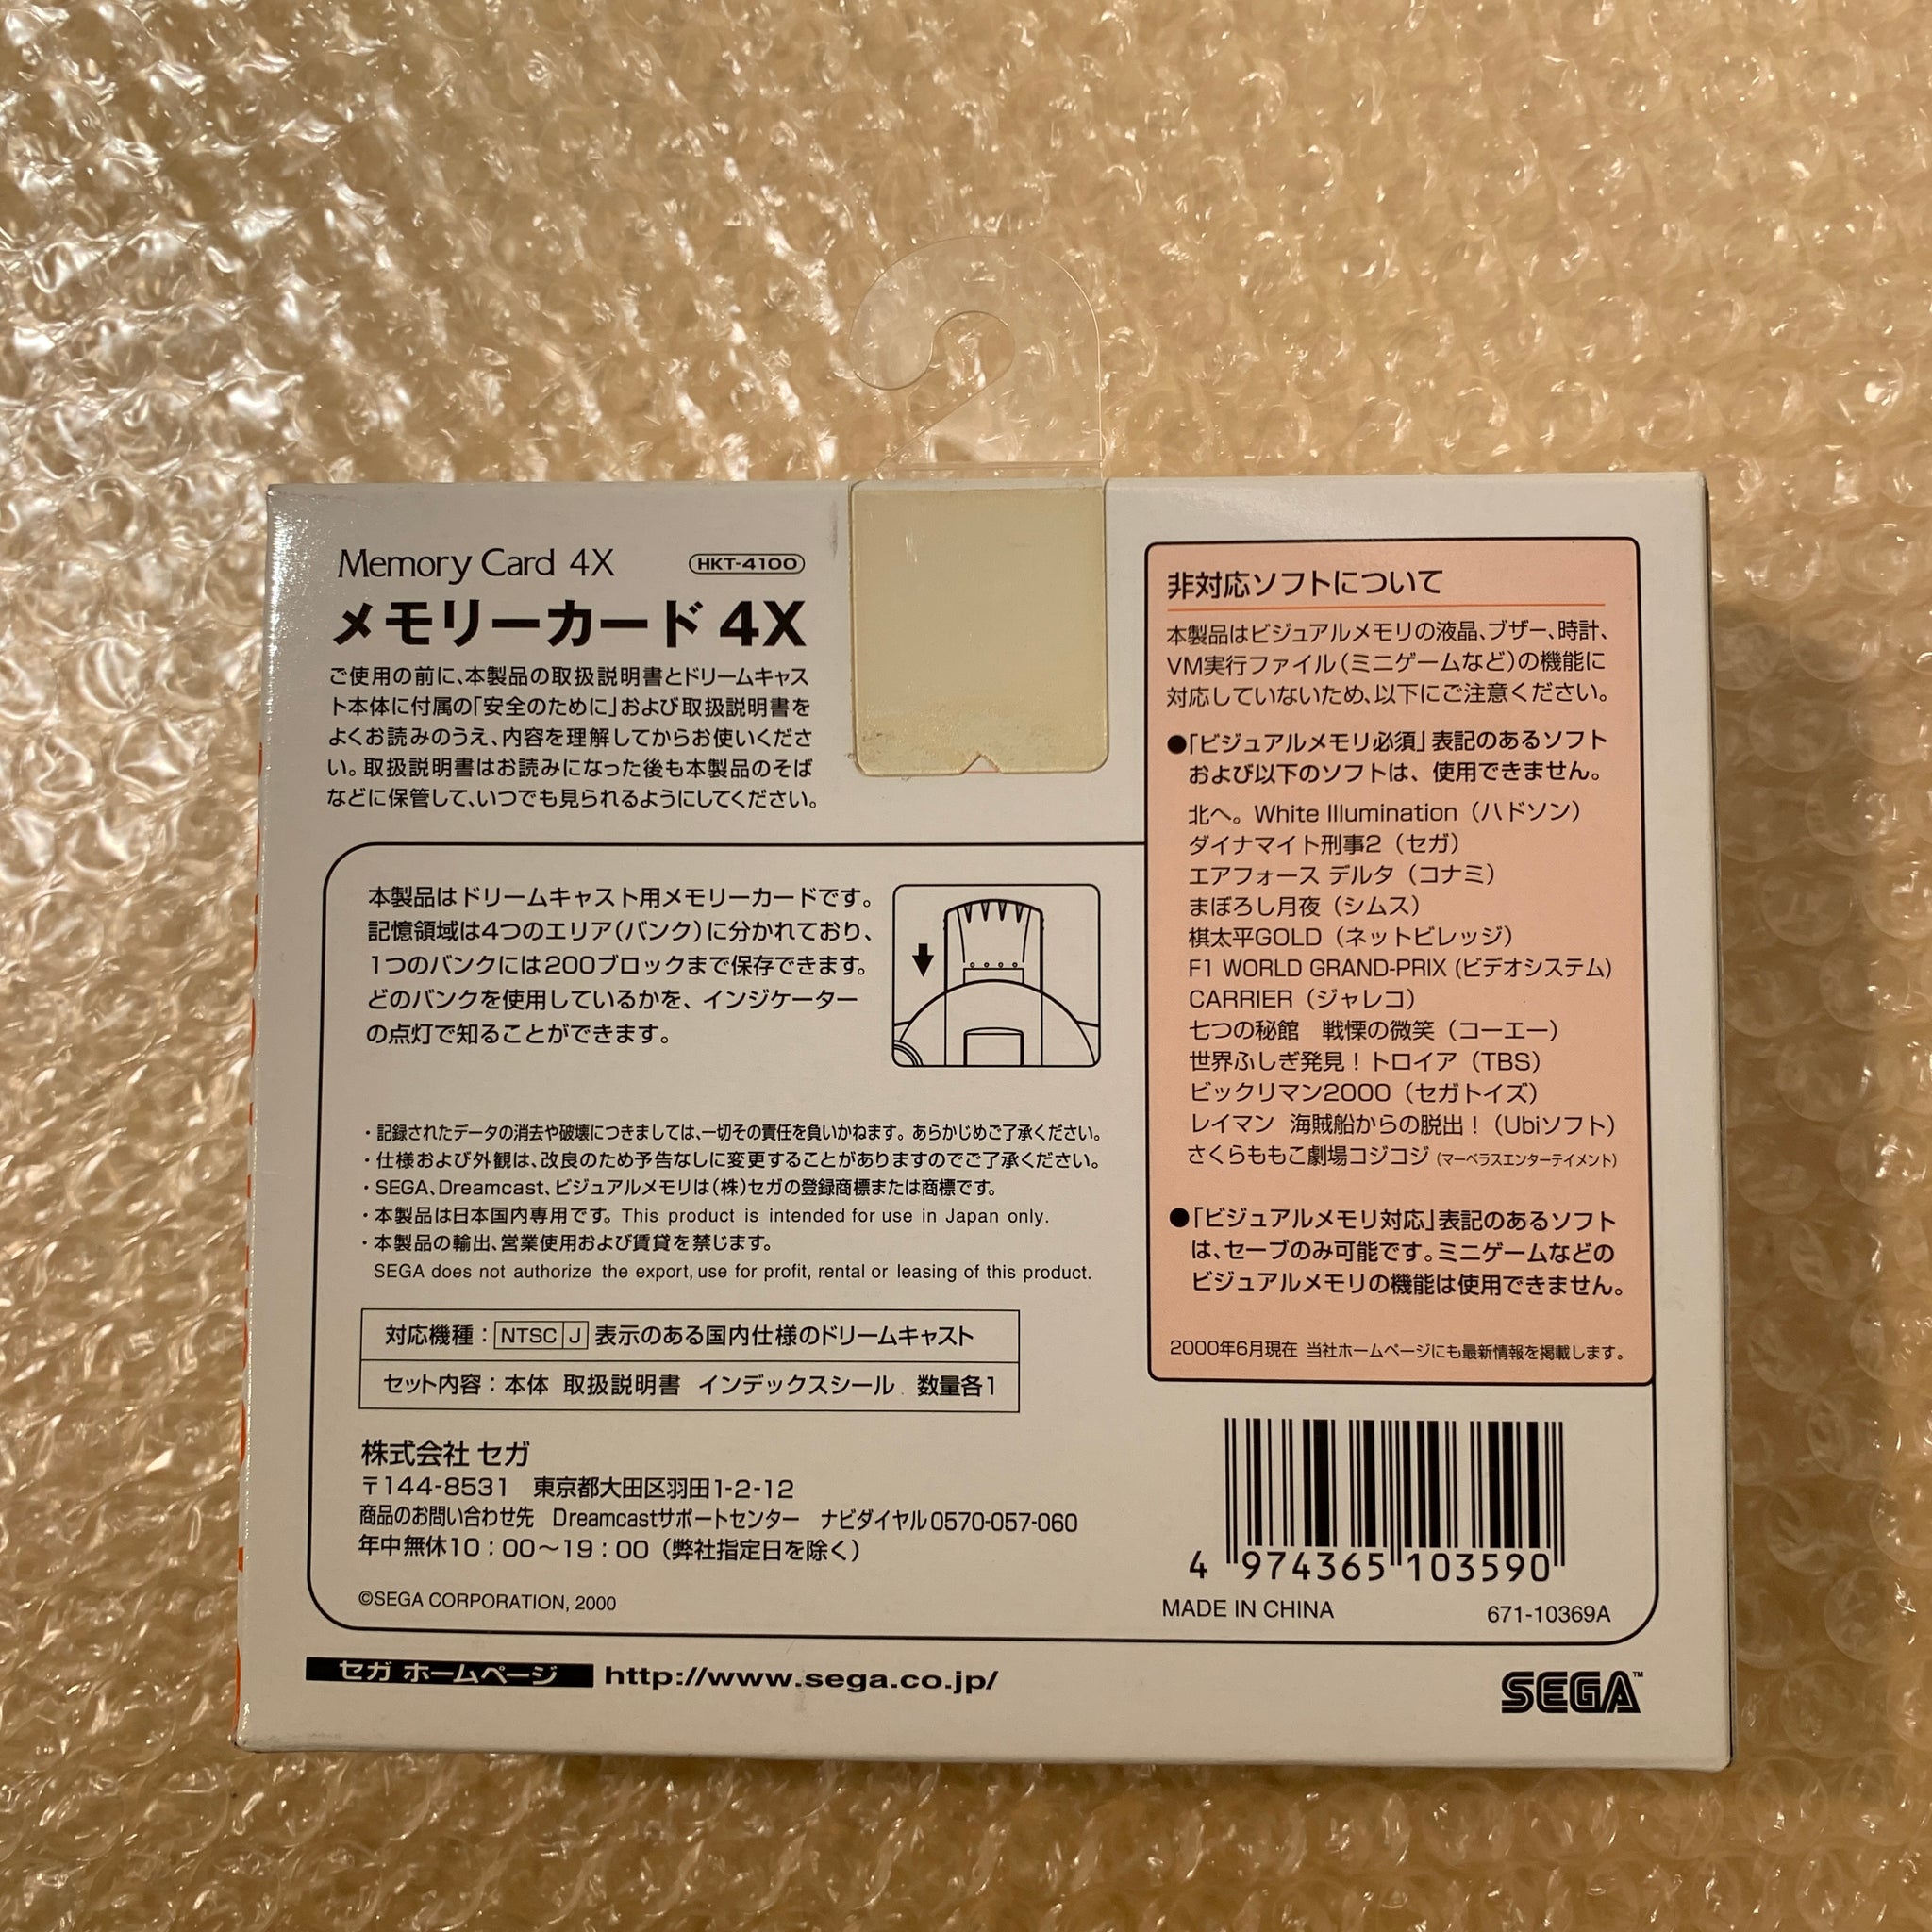 Memory Card 4X HKT-4100
メモリーカード 4X
ご使用の前に、本製品の取扱説明書とドリームキャス
ト本体に付属の「安全のために」および取扱説明書を
よくお読みのうえ、内容を理解してからお使いくださ
い。取扱説明書はお読みになった後も本製品のそば
などに保管して、いつでも見られるようにしてください。
本製品はドリームキャスト用メモリーカードです。
記憶領域は4つのエリア(バンク)に分かれており、
1つのバンクには200ブロックまで保存できます。
どのバンクを使用しているかを、インジケーター
の点灯で知ることができます。
・記録されたデータの消去や破壊につきましては、一切その責任を負いかねます。あらかじめご了承ください。
・仕様および外観は、改良のため予告なしに変更することがありますのでご了承ください。
・SEGA、Dreamcast、ビジュアルメモリは(株)セガの登録商標または商標です。
・本製品は日本国内専用です。This product is intended for use in Japan only.
・本製品の輸出、営業使用および賃貸を禁じます。
SEGA does not authorize the export, use for profit, rental or leasing of this product.
対応機種:NTSC J 表示のある国内仕様のドリームキャスト
セット内容:本体 取扱説明書 インデックスシール 数量各1
株式会社 セガ
〒144-8531 東京都大田区羽田1-2-12
商品のお問い合わせ先 Dreamcastサポートセンター ナビダイヤル0570-057-060
年中無休10:00〜19:00(弊社指定日を除く)
©SEGA CORPORATION, 2000
非対応ソフトについて
本製品はビジュアルメモリの液晶、ブザー、時計、
VM実行ファイル(ミニゲームなど)の機能に
対応していないため、以下にご注意ください。
●「ビジュアルメモリ必須」表記のあるソフト
および以下のソフトは、使用できません。
北へ。White Illumination(ハドソン)
ダイナマイト刑事2(セガ)
エアフォース デルタ(コナミ)
まぼろし月夜(シムス)
棋太平GOLD(ネットビレッジ)
F1 WORLD GRAND-PRIX (ビデオシステム)
CARRIER(ジャレコ)
七つの秘館 戦慄の微笑(コーエー)
世界ふしぎ発見!トロイア(TBS)
ビックリマン2000(セガトイズ)
レイマン 海賊船からの脱出!(Ubiソフト)
さくらももこ劇場コジコジ(マーベラスエンターテイメント)
●「ビジュアルメモリ対応」表記のあるソフト
は、セーブのみ可能です。ミニゲームなどの
ビジュアルメモリの機能は使用できません。
2000年6月現在 当社ホームページにも最新情報を掲載します。
4 974365 103590
MADE IN CHINA 671-10369A
セガ ホームページ http://www.sega.co.jp/
SEGA™